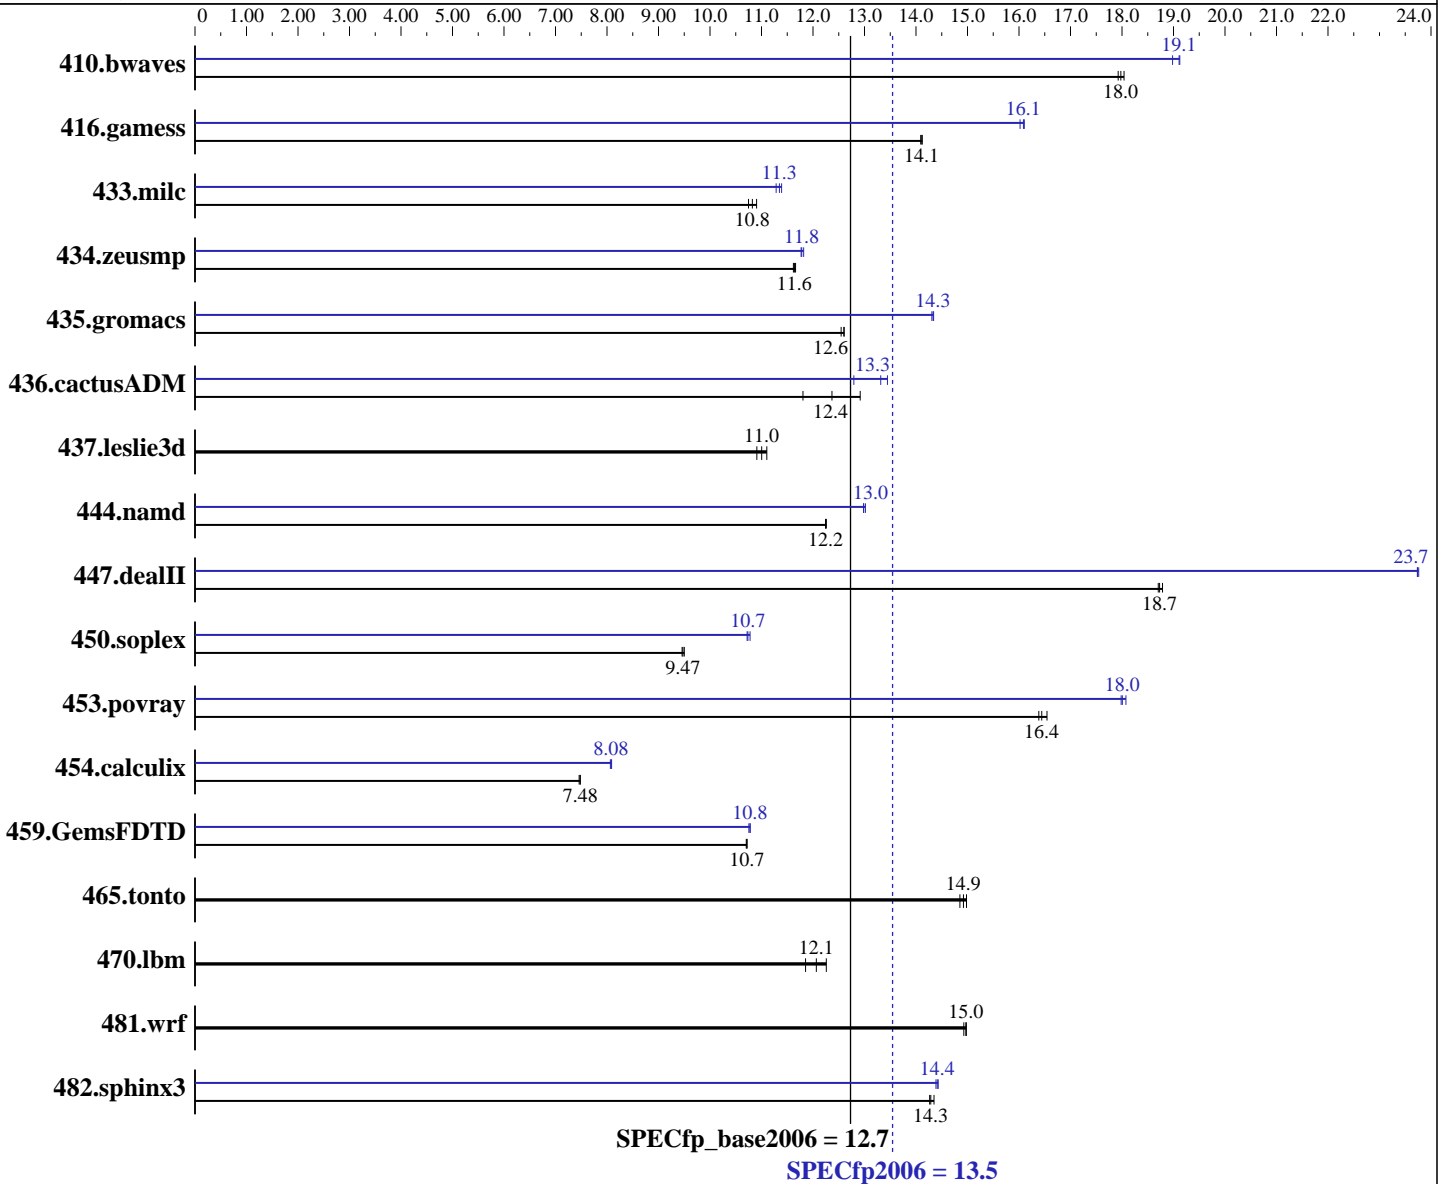 0 1.00 2.00 3.00 4.00 5.00 6.00 7.00 8.00 9.00 10.0 11.0 12.0 13.0 14.0 15.0 16.0 17.0 18.0 19.0 20.0 21.0 22.0 24.0
19.1
410.bwaves
18.0
16.1
416.gamess
14.1
11.3
433.milc
10.8
11.8
434.zeusmp
11.6
14.3
435.gromacs
12.6
13.3
436.cactusADM
12.4
11.0
437.leslie3d
13.0
444.namd
12.2
23.7
447.dealII
18.7
10.7
450.soplex
9.47
18.0
453.povray
16.4
8.08
454.calculix
7.48
10.8
459.GemsFDTD
10.7
14.9
465.tonto
12.1
470.lbm
15.0
481.wrf
14.4
482.sphinx3
14.3
SPECfp_base2006 = 12.7
SPECfp2006 = 13.5